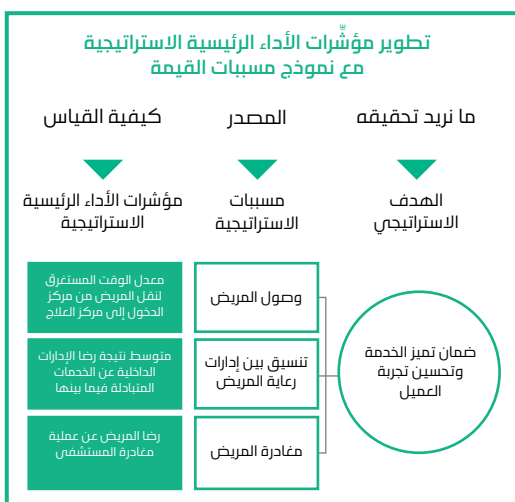 تطوير مؤشِّرات الأداء الرئيسية الاستراتيجية
مع نموذج مسببات القيمة
ما نريد تحقيقه
المصدر
كيفية القياس
الهدف
الاستراتيجي
مسببات
الاستراتيجية
مؤشرات الأداء الرئيسية
الاستراتيجية
ضمان تميز الخدمة
وتحسين تجربة
العميل
وصول المريض
معدل الوقت المستغرق
لنقل المريض من مركز
الدخول إلى مركز العلاج
تنسيق بين إدارات
رعاية المريض
متوسط نتيجة رضا الإدارات
الداخلية عن الخدمات
المتبادلة فيما بينها
مغادرة المريض
رضا المريض عن عملية
مغادرة المستشفى